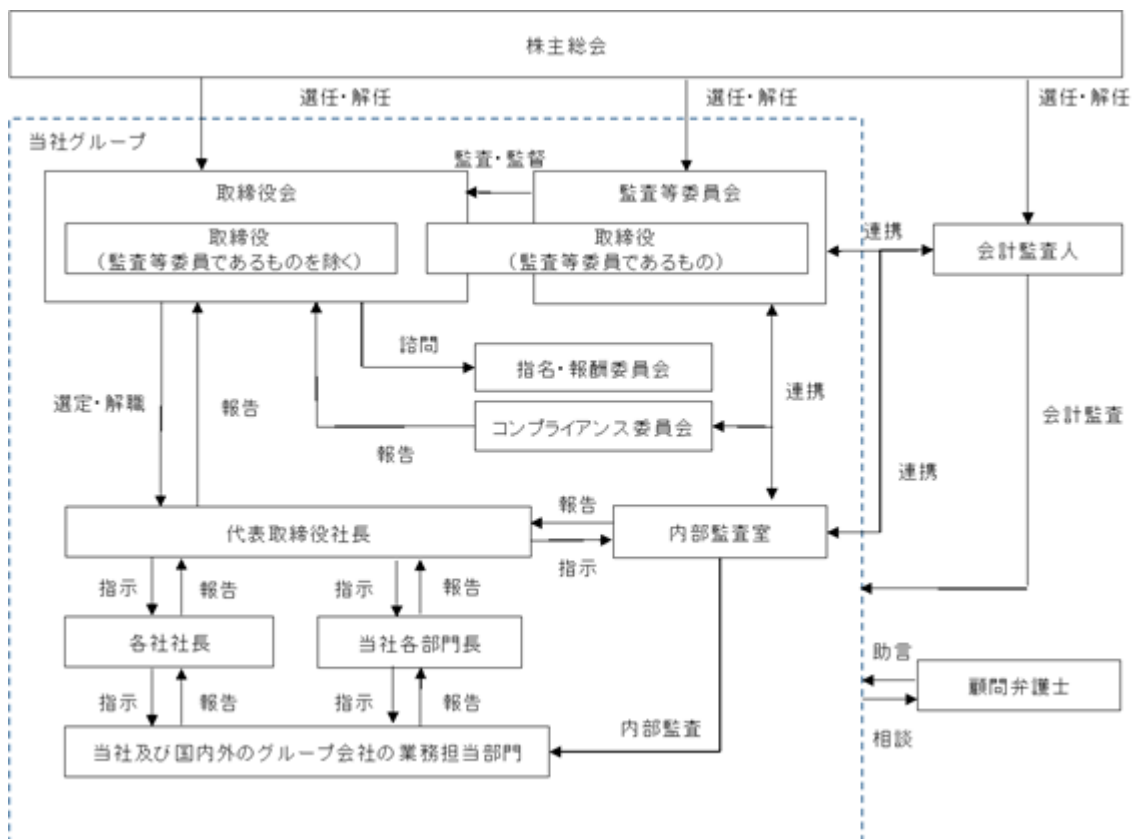 株主総会
選任・解任
選任・解任
選任・解任
当社グループ
監査・監督
取締役会
監査等委員会
取締役
(監査等委員であるものを除く)
取締役
(監査等委員であるもの)
連携
会計監査人
諮問
指名・報酬委員会
選定・解職
報告
連携
コンプライアンス委員会
会計監査
報告
連携
報告
代表取締役社長
内部監査室
指示
指示
報告
指示
報告
各社社長
当社各部門長
助言
顧問弁護士
指示
報告
指示
報告
内部監査
相談
当社及び国内外のグループ会社の業務担当部門